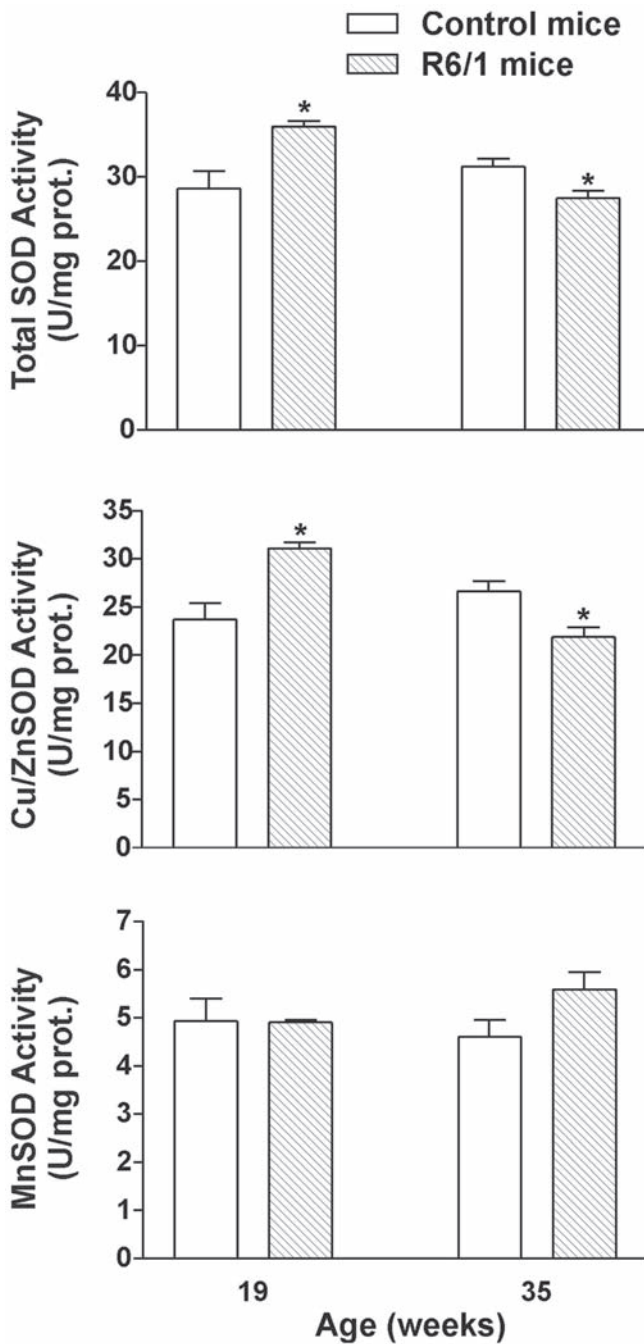 Control mice
R6/1 mice
Total SOD Activity
(U/mg prot.)
40
30
20
10
0
*
*
Cu/ZnSOD Activity
(U/mg prot.)
35
30
25
20
15
10
5
0
*
*
MnSOD Activity
(U/mg prot.)
7
6
5
4
3
2
1
0
19 35
Age (weeks)